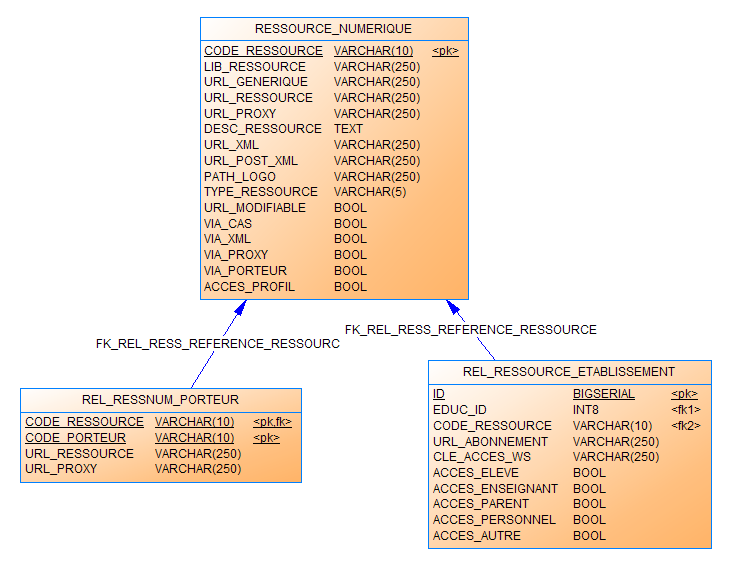 RESSOURCE_NUMERIQUE
CODE_RESSOURCE VARCHAR(10) <pk>
LIB_RESSOURCE VARCHAR(250)
URL_GENERIQUE VARCHAR(250)
URL_RESSOURCE VARCHAR(250)
URL_PROXY VARCHAR(250)
DESC_RESSOURCE TEXT
URL_XML VARCHAR(250)
URL_POST_XML VARCHAR(250)
PATH_LOGO VARCHAR(250)
TYPE_RESSOURCE VARCHAR(5)
URL_MODIFIABLE BOOL
VIA_CAS BOOL
VIA_XML BOOL
VIA_PROXY BOOL
VIA_PORTEUR BOOL
ACCES_PROFIL BOOL
FK_REL_RESS_REFERENCE_RESSOURC
FK_REL_RESS_REFERENCE_RESSOURCE
REL_RESSNUM_PORTEUR
CODE_RESSOURCE VARCHAR(10) <pk,fk>
CODE_PORTEUR VARCHAR(10) <pk>
URL_RESSOURCE VARCHAR(250)
URL_PROXY VARCHAR(250)
REL_RESSOURCE_ETABLISSEMENT
ID BIGSERIAL <pk>
EDUC_ID INT8 <fk1>
CODE_RESSOURCE VARCHAR(10) <fk2>
URL_ABONNEMENT VARCHAR(250)
CLE_ACCES_WS VARCHAR(250)
ACCES_ELEVE BOOL
ACCES_ENSEIGNANT BOOL
ACCES_PARENT BOOL
ACCES_PERSONNEL BOOL
ACCES_AUTRE BOOL